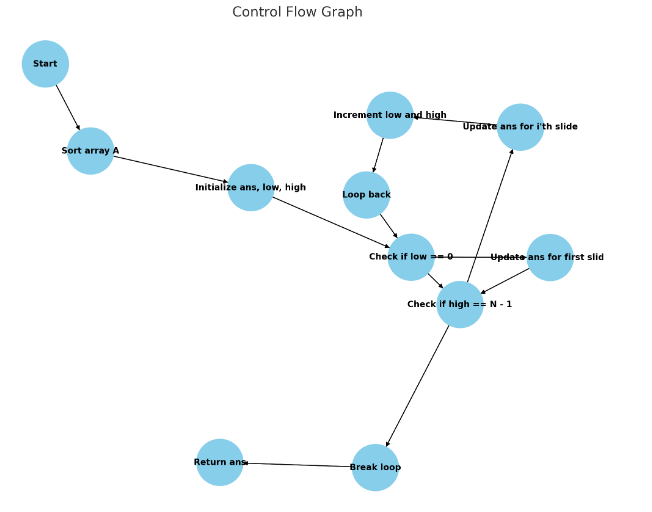 Control Flow Graph
Start
Increment low and high
Update ans for i'th slide
Sort array A
Initialize ans, low, high
Loop back
Check if low == 0
Update ans for first slid
Check if high == N - 1
Return ans
Break loop